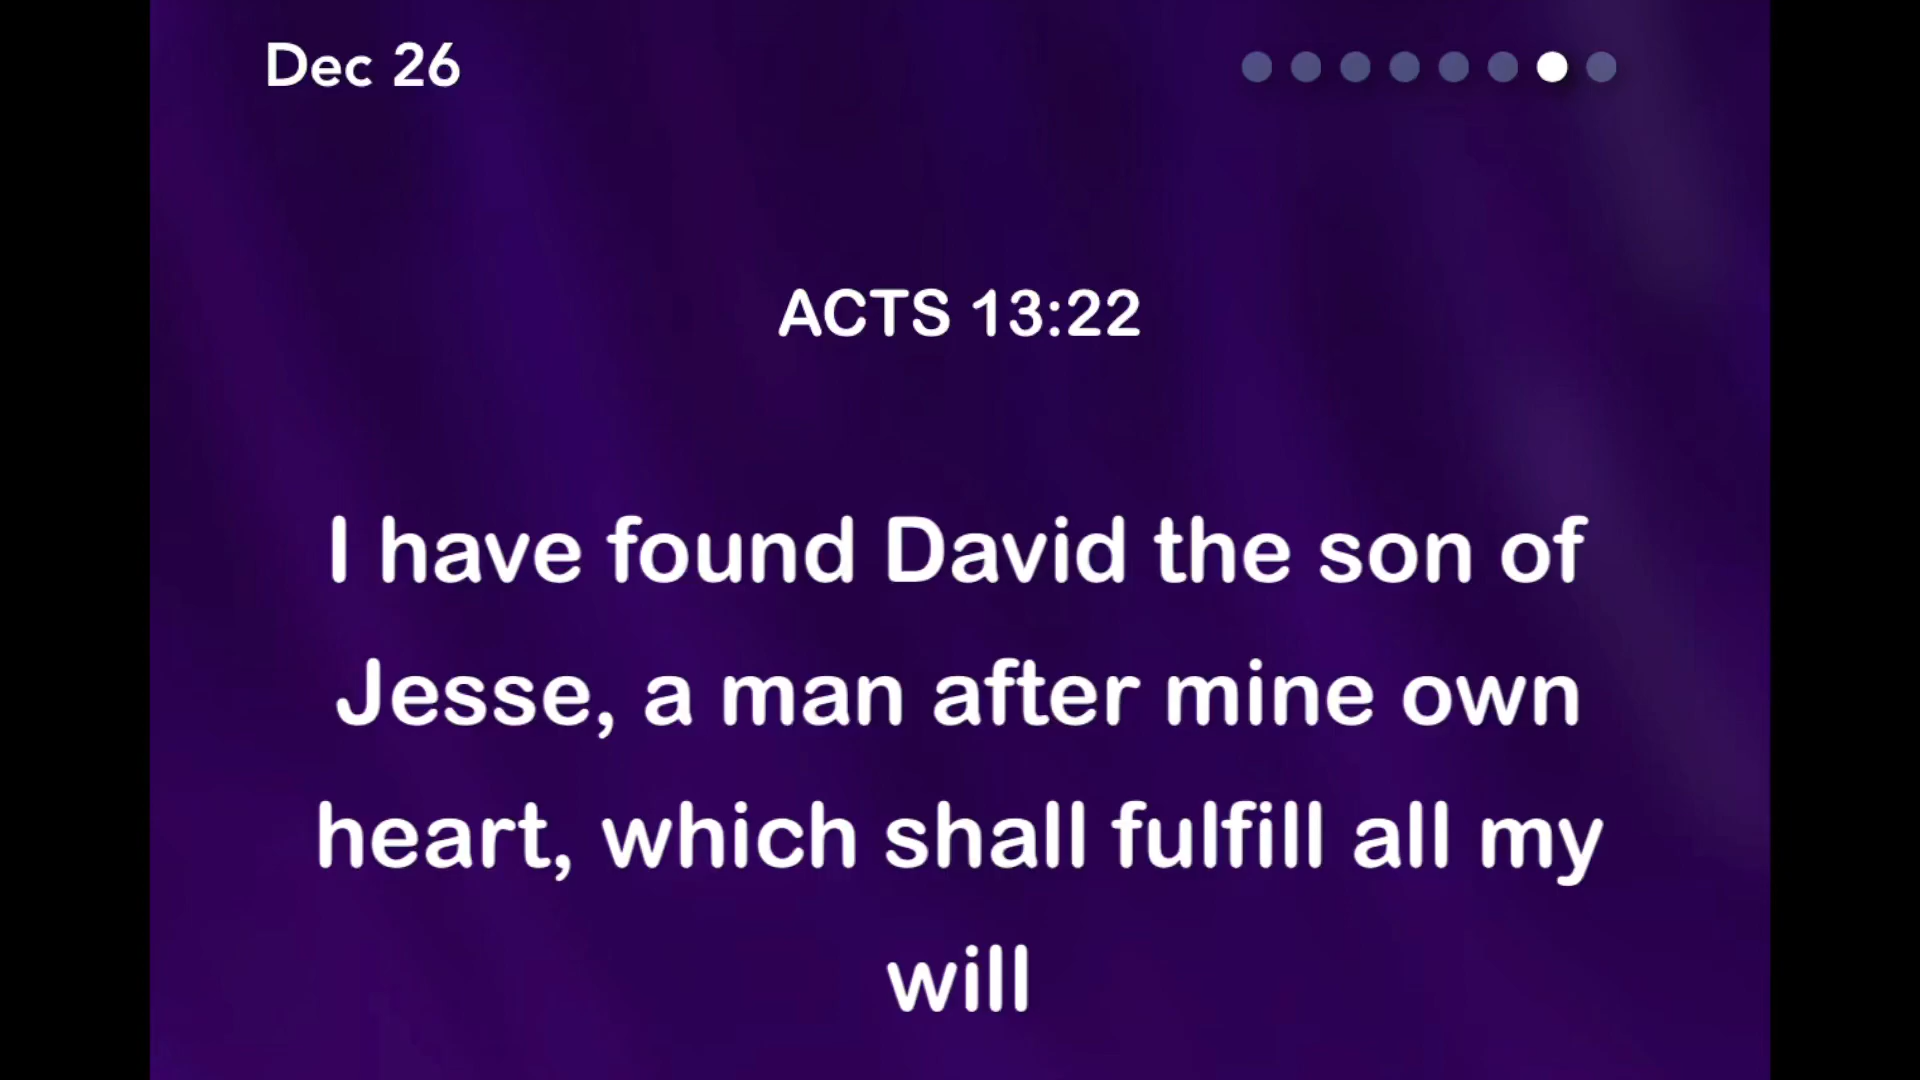 Dec 26
ACTS 13:22
I have found David the son of
Jesse, a man after mine own
heart, which shall fulfill all my
will